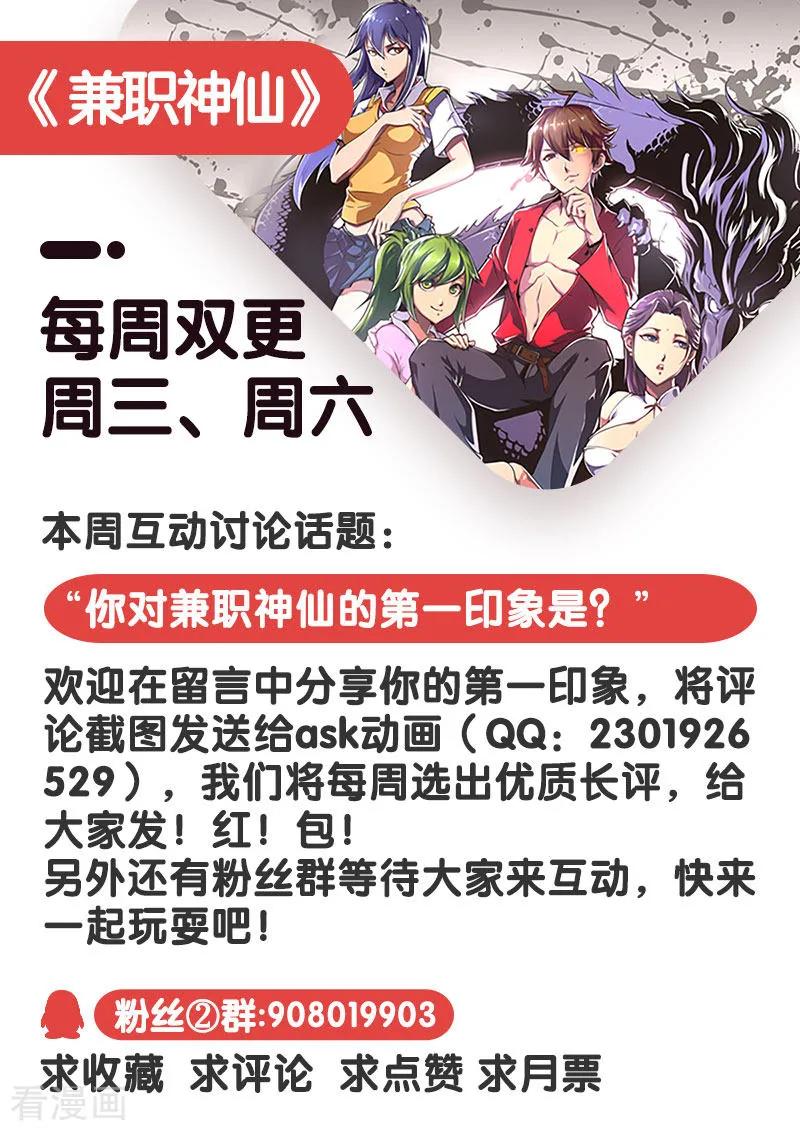 《兼职神仙》
每周双更
周三、周六
本周互动讨论话题：
“你对兼职神仙的第一印象是？”
欢迎在留言中分享你的第一印象，将评
论截图发送给ask动画（QQ：2301926
529），我们将每周选出优质长评，给
大家发！红！包！
另外还有粉丝群等待大家来互动，快来
一起玩耍吧！
粉丝②群:908019903
求收藏 求评论 求点赞 求月票
看漫画